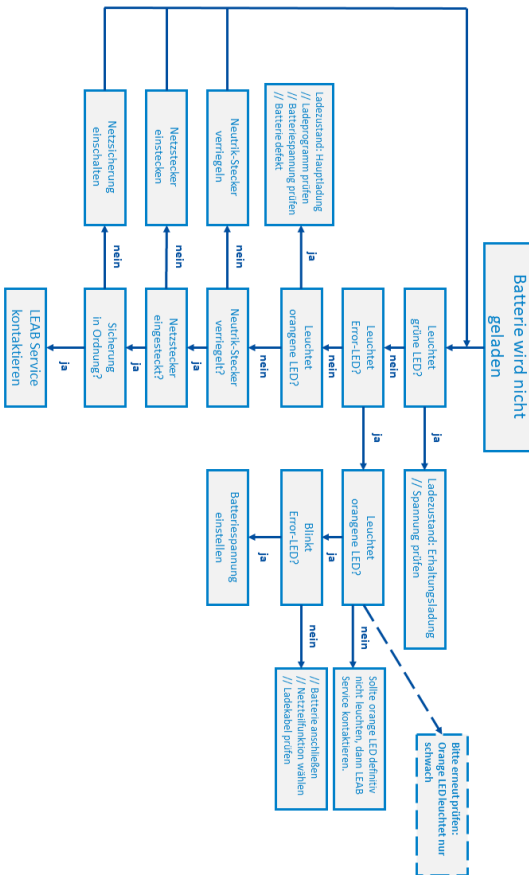 Batterie wird nicht
geladen
Leuchtet
grüne LED?
ja
Ladezustand: Erhaltungsladung
// Spannung prüfen
nein
Leuchtet
Error-LED?
ja
Leuchtet
orangene LED?
nein
Sollte orange LED definitiv
nicht leuchten, dann LEAB
Service kontaktieren.
Bitte erneut prüfen:
Orange LED leuchtet nur
schwach
ja
Blinkt
Error-LED?
nein
// Batterie anschließen
// Netzteilfunktion wählen
// Ladekabel prüfen
ja
Batteriespannung
einstellen
nein
Leuchtet
orangene LED?
ja
Ladezustand: Hauptladung
// Ladeprogramm prüfen
// Batteriespannung prüfen
// Batterie defekt
nein
Neutrik-Stecker
verriegelt?
nein
Neutrik-Stecker
verriegeln
ja
Netzstecker
eingesteckt?
nein
Netzstecker
einstecken
ja
Sicherung
in Ordnung?
nein
Netzsicherung
einschalten
ja
LEAB Service
kontaktieren